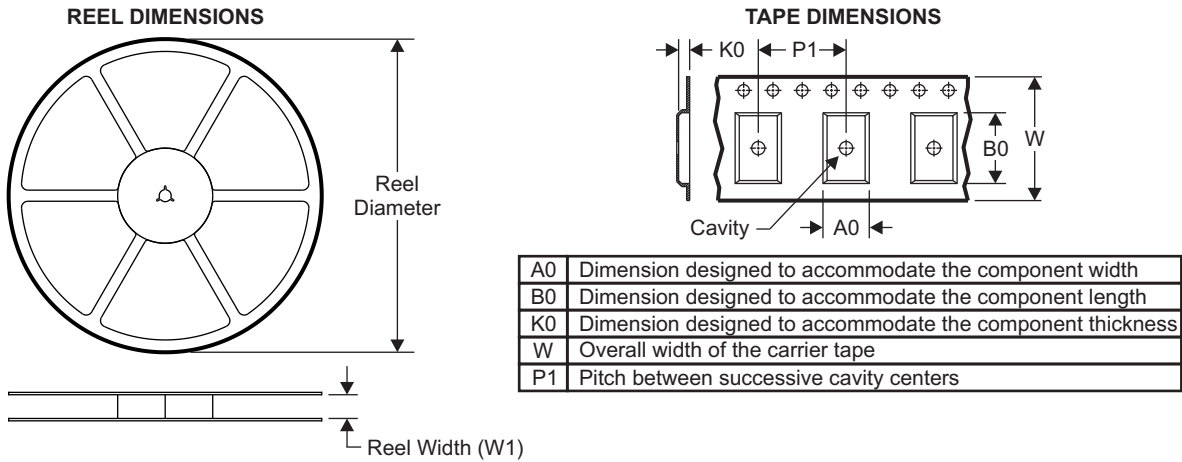 REEL DIMENSIONS
Reel
Diameter
Reel Width (W1)
TAPE DIMENSIONS
K0
P1
B0
W
Cavity
A0
A0 Dimension designed to accommodate the component width
B0 Dimension designed to accommodate the component length
K0 Dimension designed to accommodate the component thickness
W Overall width of the carrier tape
P1 Pitch between successive cavity centers